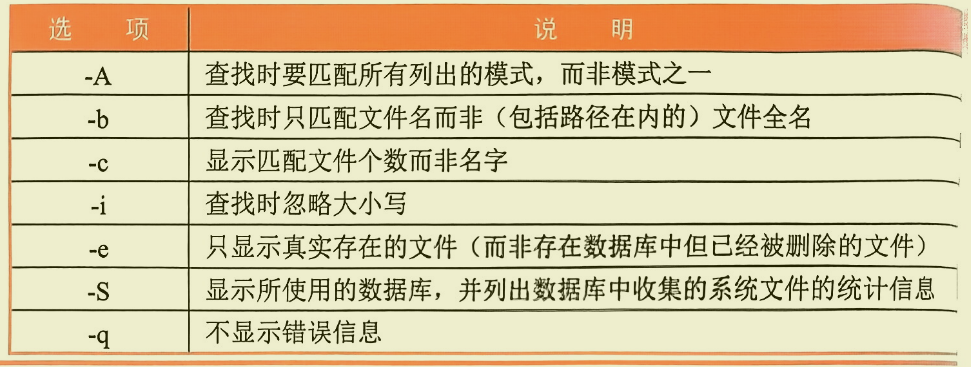 选 项 说 明
-A 查找时要匹配所有列出的模式，而非模式之一
-b 查找时只匹配文件名而非（包括路径在内的）文件全名
-c 显示匹配文件个数而非名字
-i 查找时忽略大小写
-e 只显示真实存在的文件（而非存在数据库中但已经被删除的文件）
-S 显示所使用的数据库，并列出数据库中收集的系统文件的统计信息
-q 不显示错误信息